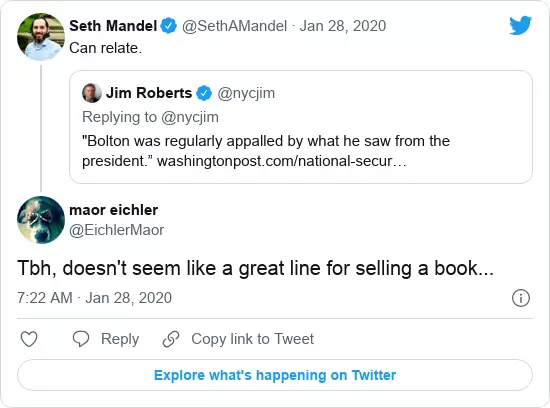 Seth Mandel @SethAMandel · Jan 28, 2020
Can relate.
Jim Roberts @nycjim
Replying to @nycjim
"Bolton was regularly appalled by what he saw from the
president.” washingtonpost.com/national-secur…
maor eichler
@EichlerMaor
Tbh, doesn't seem like a great line for selling a book...
7:22 AM · Jan 28, 2020
Reply
Copy link to Tweet
Explore what's happening on Twitter